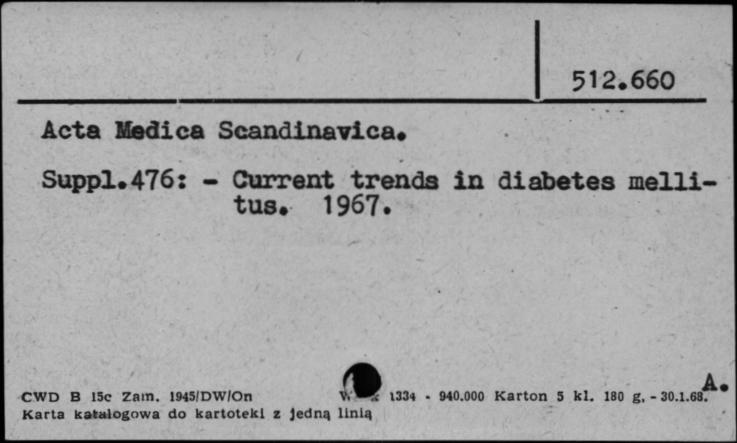 512.660
Acta Medica Scandinavica.
Suppl.476: - Current trends in diabetes melli-
tus. 1967.
A.
CWD B 15c Zam. 1945/DW/On 1334 - 940.000 Karton 5 kl. 180 g. - 30.1.68.
Karta katalogowa do kartoteki z jedną linią